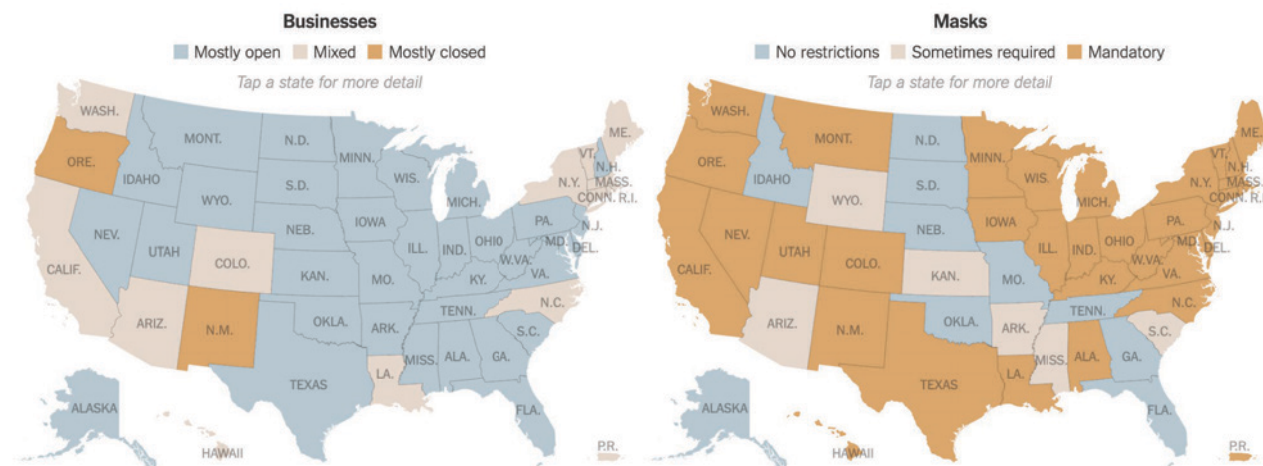 Businesses
Mostly open Mixed Mostly closed
Tap a state for more detail
WASH.
ME.
MONT.
N.D.
MINN.
VT.
N.H.
ORE.
IDAHO
WIS.
N.Y.
MASS.
S.D.
CONN. R.I.
WYO.
MICH.
IOWA
PA.
N.J.
NEB.
NEV.
OHIO
MD.
DEL.
UTAH
ILL.
IND.
W.VA.
COLO.
VA.
CALIF.
KAN.
MO.
KY.
N.C.
TENN.
ARIZ.
N.M.
OKLA.
ARK.
S.C.
MISS.
ALA.
GA.
LA.
TEXAS
FLA.
ALASKA
HAWAII
P.R.
Masks
No restrictions Sometimes required Mandatory
Tap a state for more detail
WASH.
ME.
MONT.
N.D.
MINN.
VT.
N.H.
ORE.
IDAHO
WIS.
N.Y.
MASS.
S.D.
CONN. R.I.
WYO.
MICH.
IOWA
PA.
N.J.
NEB.
NEV.
OHIO
MD.
DEL.
UTAH
ILL.
IND.
W.VA.
COLO.
VA.
CALIF.
KAN.
MO.
KY.
N.C.
TENN.
ARIZ.
N.M.
OKLA.
ARK.
S.C.
MISS.
ALA.
GA.
LA.
TEXAS
FLA.
ALASKA
HAWAII
P.R.